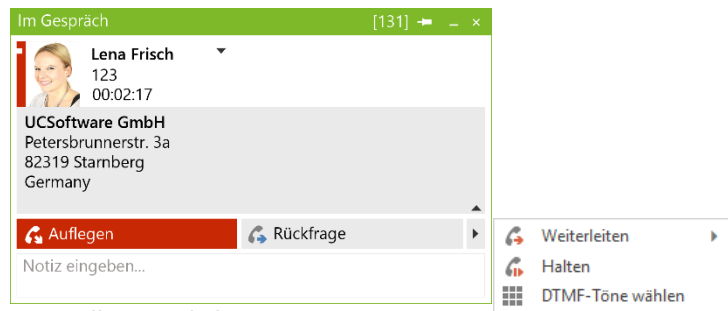 Im Gespräch [131]
Lena Frisch
123
00:02:17
UCSoftware GmbH
Petersbrunnerstr. 3a
82319 Starnberg
Germany
Auflegen Rückfrage
Notiz eingeben...
Weiterleiten
Halten
DTMF-Töne wählen